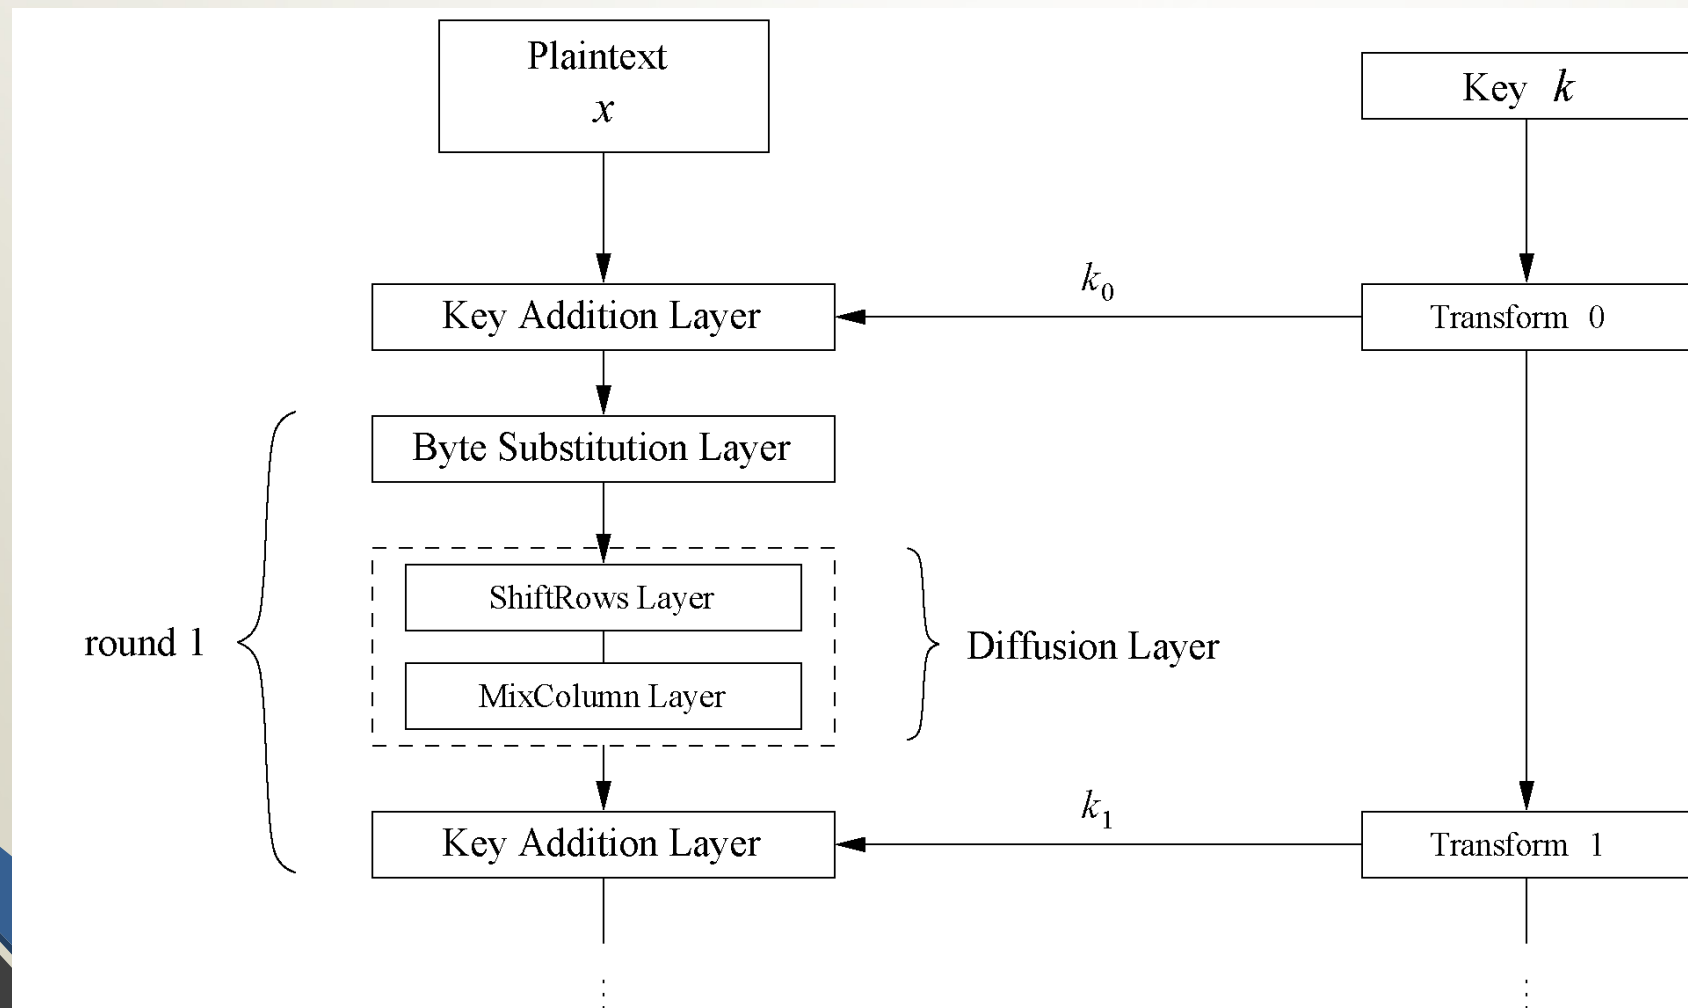 Plaintext
x
Key k
k0
Key Addition Layer
Transform 0
Byte Substitution Layer
ShiftRows Layer
round 1
Diffusion Layer
MixColumn Layer
k1
Key Addition Layer
Transform 1